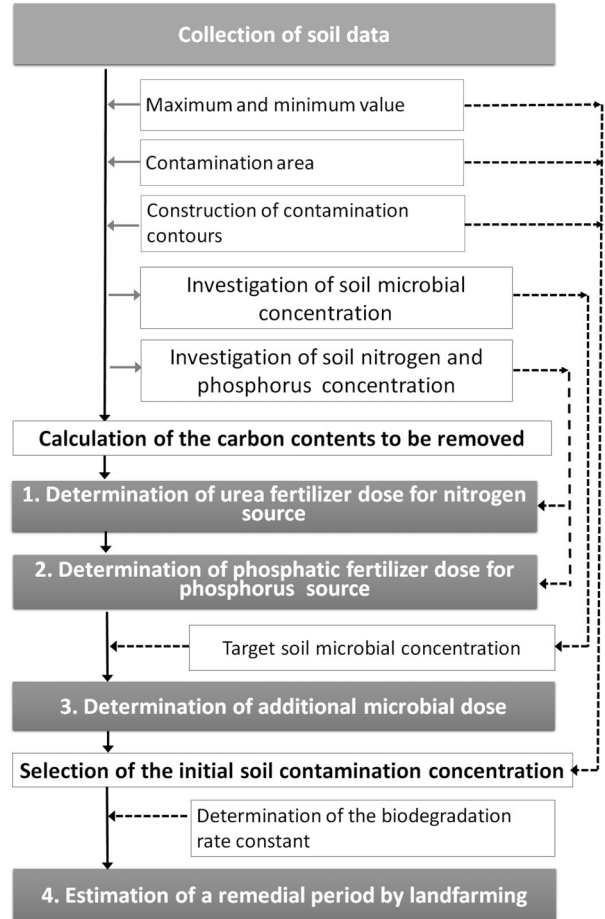 Collection of soil data
Maximum and minimum value
Contamination area
Construction of contamination
contours
Investigation of soil microbial
concentration
Investigation of soil nitrogen and
phosphorus concentration
Calculation of the carbon contents to be removed
1. Determination of urea fertilizer dose for nitrogen
source
2. Determination of phosphatic fertilizer dose for
phosphorus source
Target soil microbial concentration
3. Determination of additional microbial dose
Selection of the initial soil contamination concentration
Determination of the biodegradation
rate constant
4. Estimation of a remedial period by landfarming